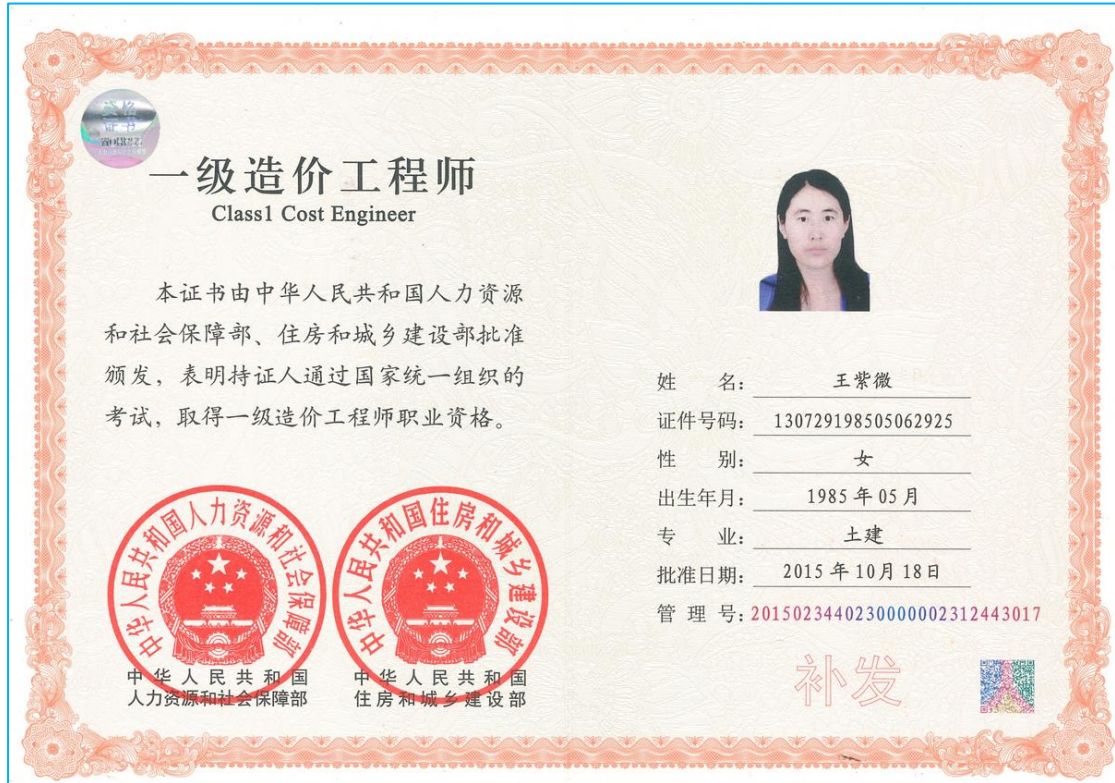 一级造价工程师
Class1 Cost Engineer
本证书由中华人民共和国人力资源
和社会保障部、住房和城乡建设部批准
颁发，表明持证人通过国家统一组织的
考试，取得一级造价工程师职业资格。
中华人民共和国人力资源和社会保障部
中华人民共和国住房和城乡建设部
中华人民共和国
人力资源和社会保障部
中华人民共和国
住房和城乡建设部
姓 名： 王紫微
证件号码： 130729198505062925
性 别： 女
出生年月： 1985年05月
专 业： 土建
批准日期： 2015年10月18日
管 理 号：2015023440230000002312443017
补发